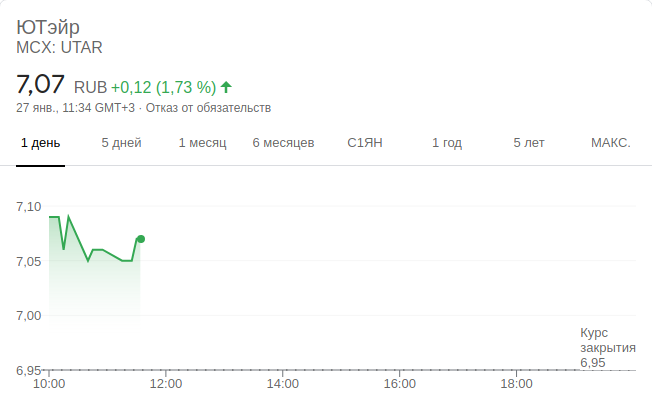 ЮТэйр
MCX: UTAR
7,07 RUB +0,12 (1,73 %)
27 янв., 11:34 GMT+3 · Отказ от обязательств
1 день 5 дней 1 месяц 6 месяцев С1ЯН 1 год 5 лет МАКС.
7,10
7,05
7,00
Курс
закрытия
6,95
6,95
10:00 12:00 14:00 16:00 18:00